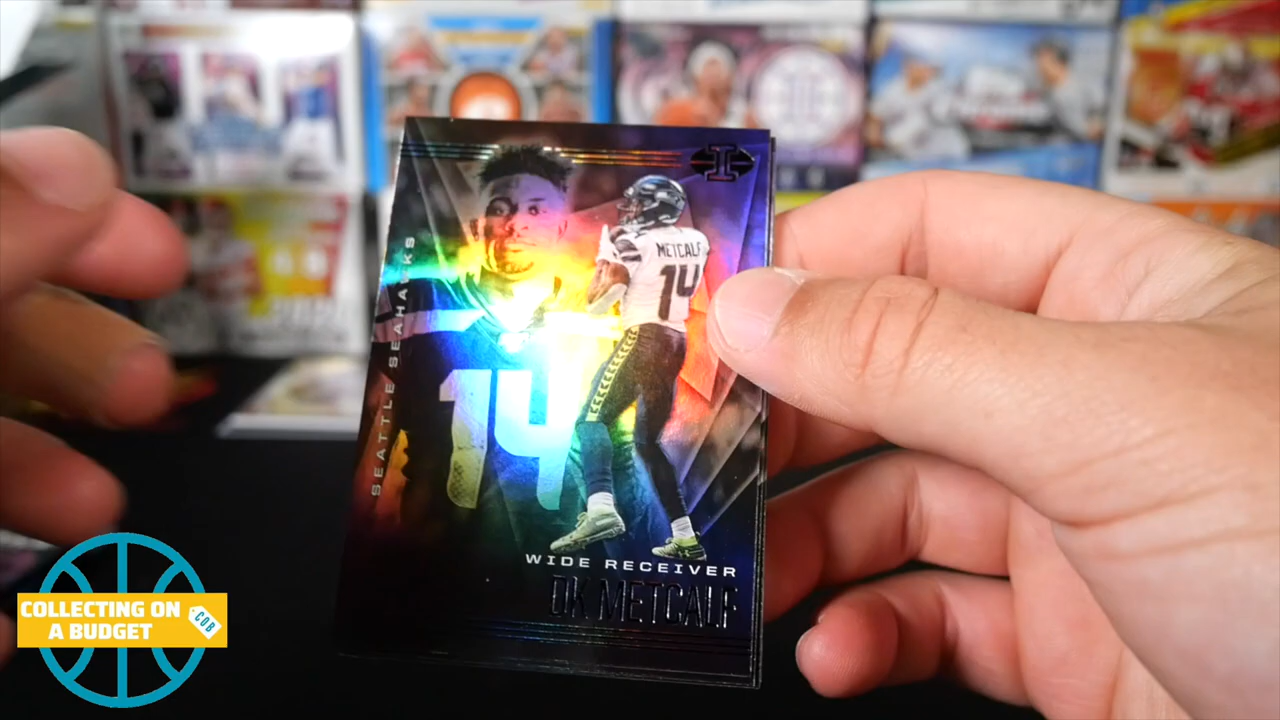 I
METCALF
14
14
SEATTLE SEAHAWKS
WIDE RECEIVER
DK METCALF
COLLECTING ON
A BUDGET
COB